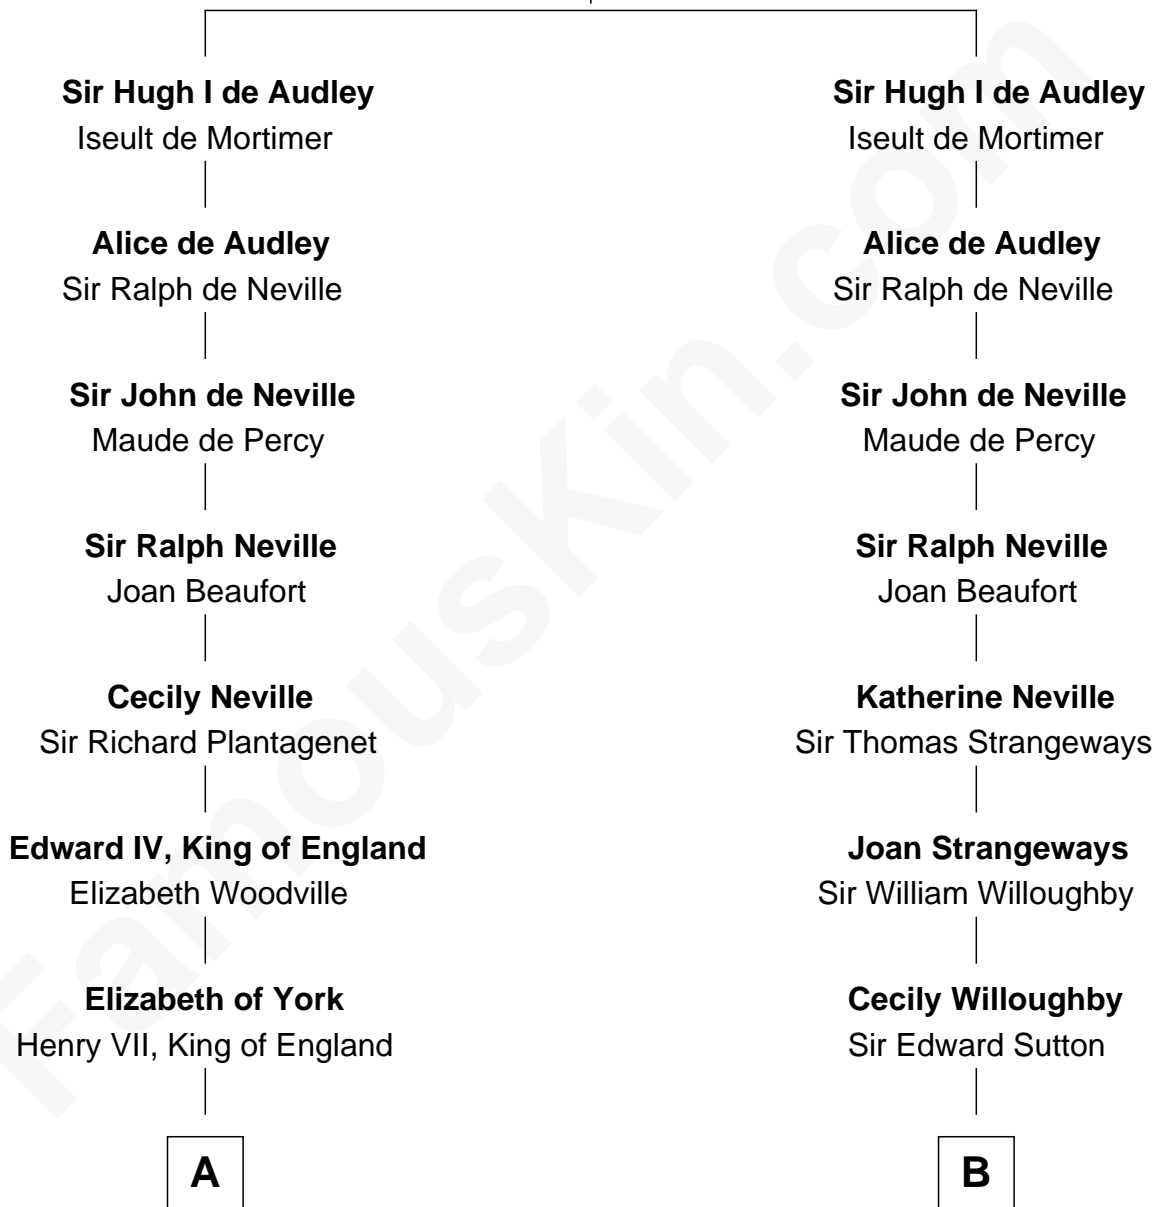 Sir Hugh I de Audley
Iseult de Mortimer
Alice de Audley
Sir Ralph de Neville
Sir John de Neville
Maude de Percy
Sir Ralph Neville
Joan Beaufort
Cecily Neville
Sir Richard Plantagenet
Edward IV, King of England
Elizabeth Woodville
Elizabeth of York
Henry VII, King of England
A
Sir Hugh I de Audley
Iseult de Mortimer
Alice de Audley
Sir Ralph de Neville
Sir John de Neville
Maude de Percy
Sir Ralph Neville
Joan Beaufort
Katherine Neville
Sir Thomas Strangeways
Joan Strangeways
Sir William Willoughby
Cecily Willoughby
Sir Edward Sutton
B
FamousKin.com